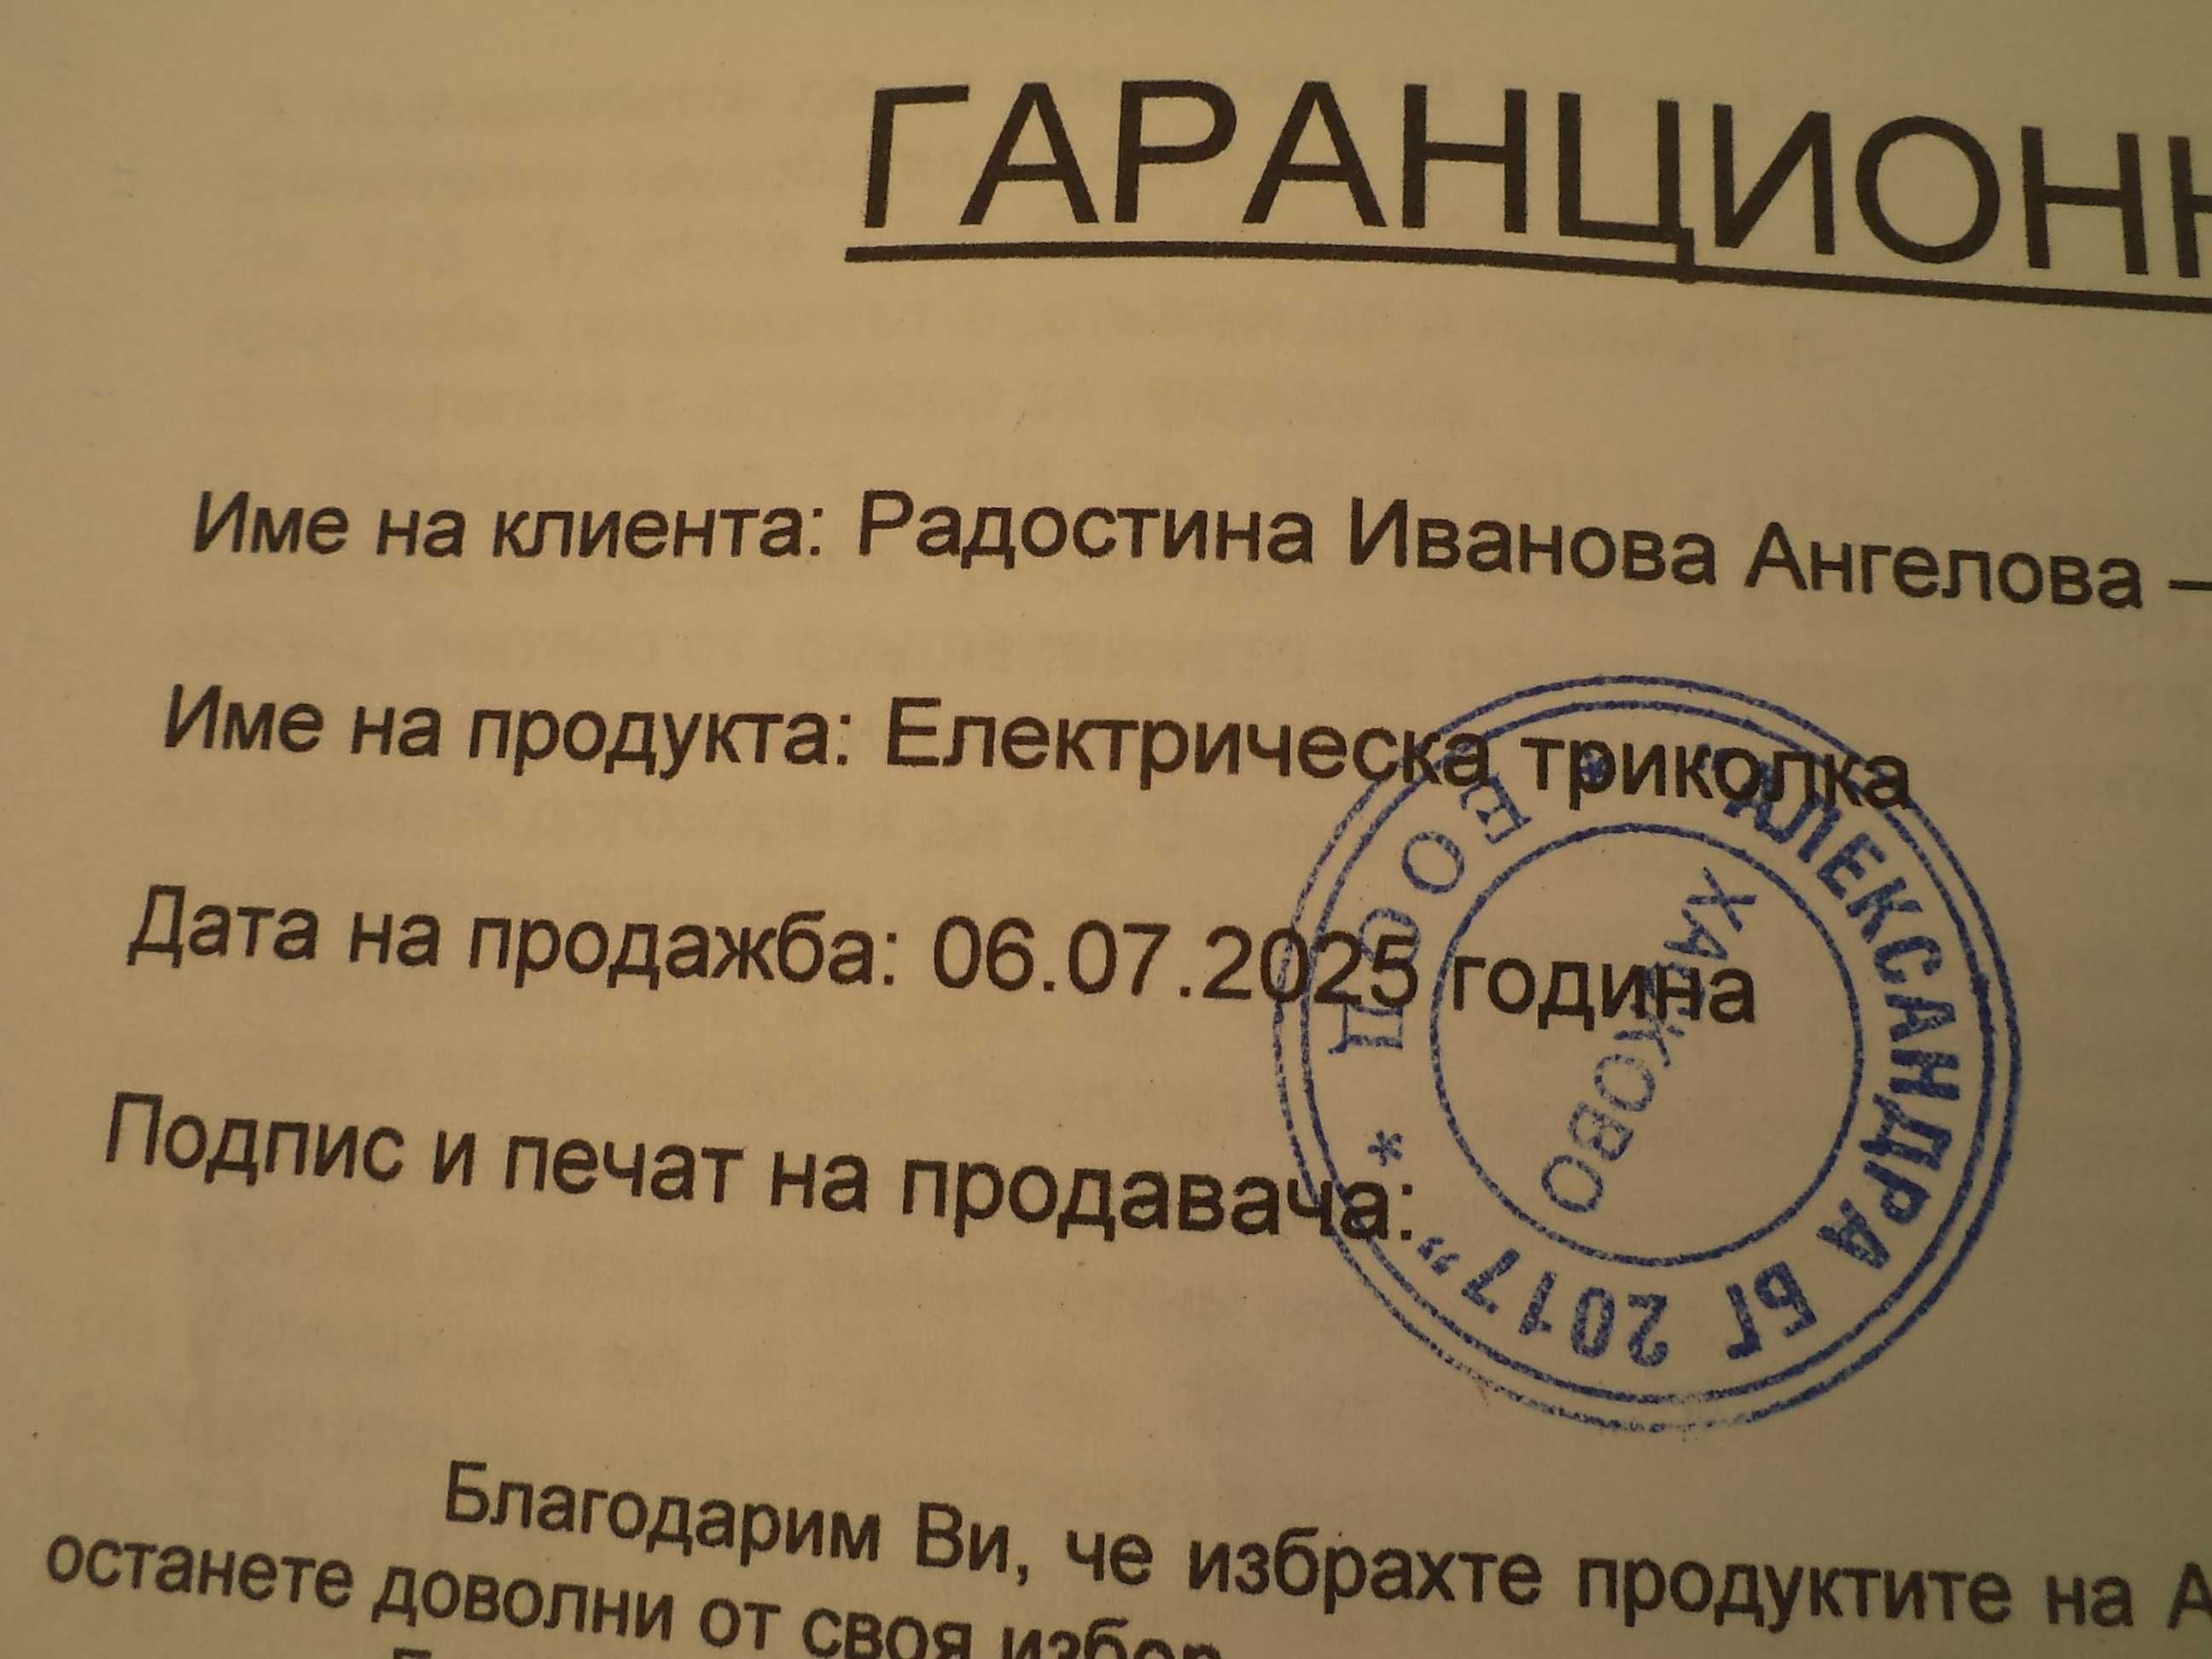 ГАРАНЦИОНН
Име на клиента: Радостина Иванова Ангелова –
Име на продукта: Електрическа триколка
Дата на продажба: 06.07.2025 година
Подпис и печат на продавача:
"АЛЕКСАНДРА БГ 2017" * ЕООД *
ХАСКОВО
Благодарим Ви, че избрахте продуктите на А
останете доволни от своя избор